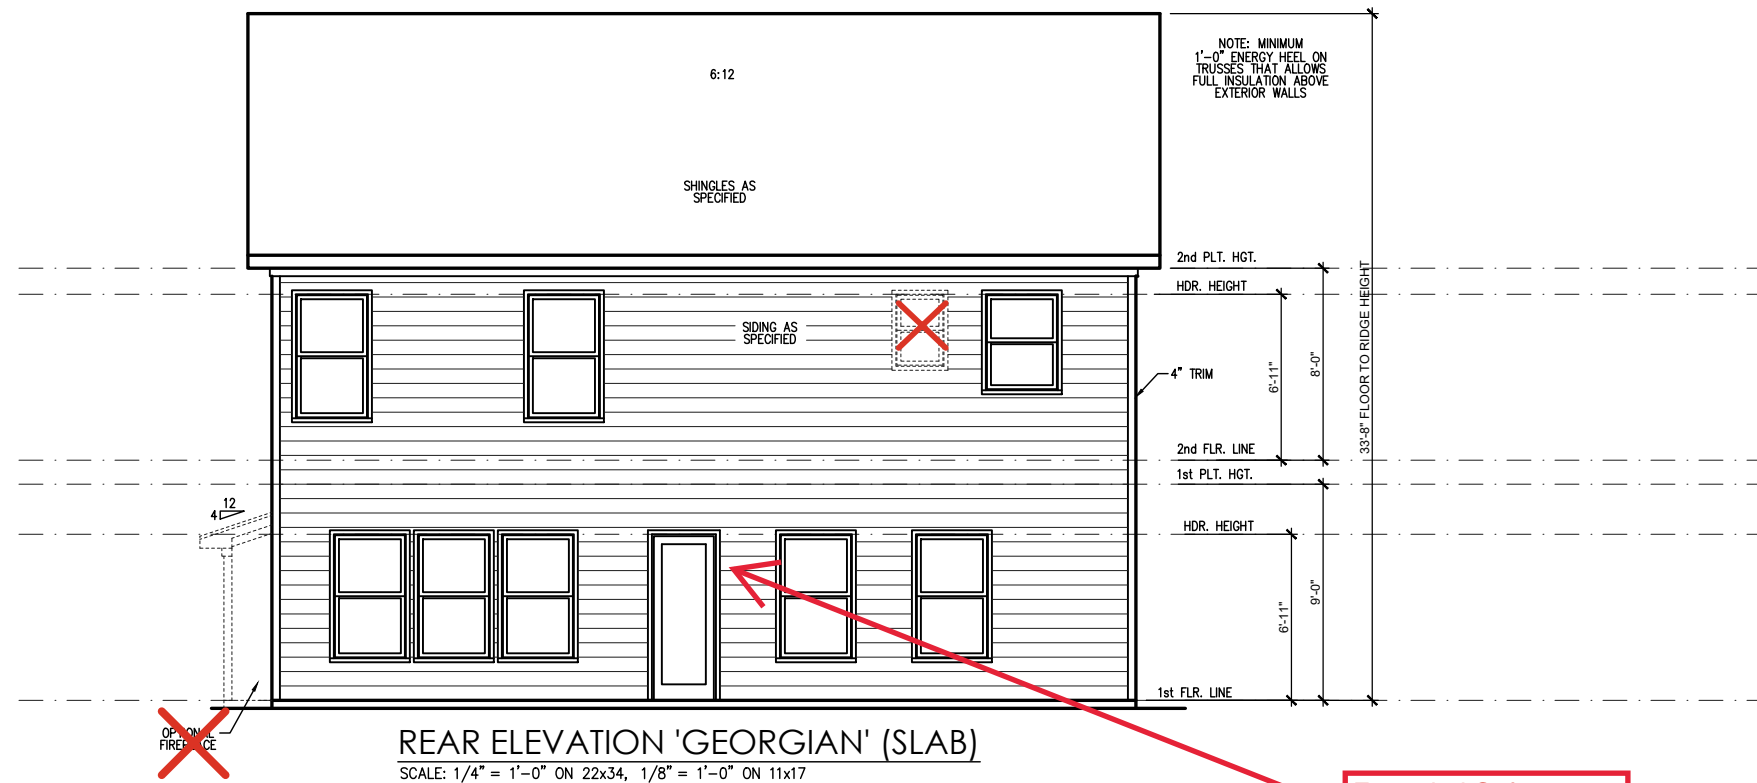 NOTE: MINIMUM
1'-0" ENERGY HEEL ON
TRUSSES THAT ALLOWS
FULL INSULATION ABOVE
EXTERIOR WALLS
6:12
SHINGLES AS
SPECIFIED
2nd PLT. HGT.
HDR. HEIGHT
SIDING AS
SPECIFIED
4" TRIM
6'-11"
8'-0"
33'-8" FLOOR TO RIDGE HEIGHT
2nd FLR. LINE
1st PLT. HGT.
12
4
HDR. HEIGHT
6'-11"
9'-0"
1st FLR. LINE
OPTIONAL
FIREPLACE
REAR ELEVATION 'GEORGIAN' (SLAB)
SCALE: 1/4" = 1'-0" ON 22x34, 1/8" = 1'-0" ON 11x17